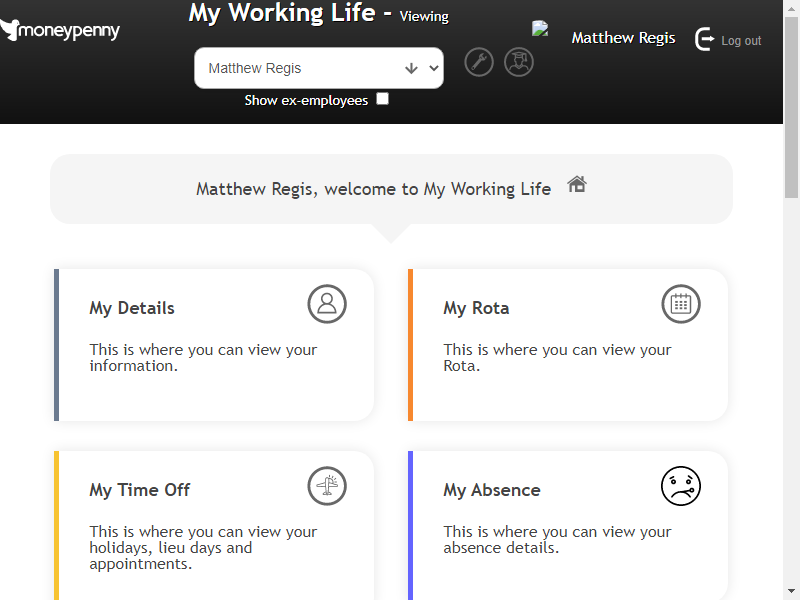 My Working Life - Viewing
moneypenny
Matthew Regis
Log out
Matthew Regis
Show ex-employees
Matthew Regis, welcome to My Working Life
My Details
This is where you can view your
information.
My Rota
This is where you can view your
Rota.
My Time Off
This is where you can view your
holidays, lieu days and
appointments.
My Absence
This is where you can view your
absence details.